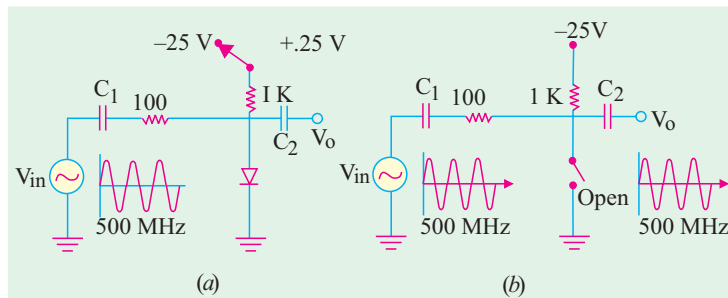 –25 V
+.25 V
C1
100
I K
C2
Vo
Vin
500 MHz
(a)
–25V
C1
100
1 K
C2
Vo
Vin
Open
500 MHz
500 MHz
(b)